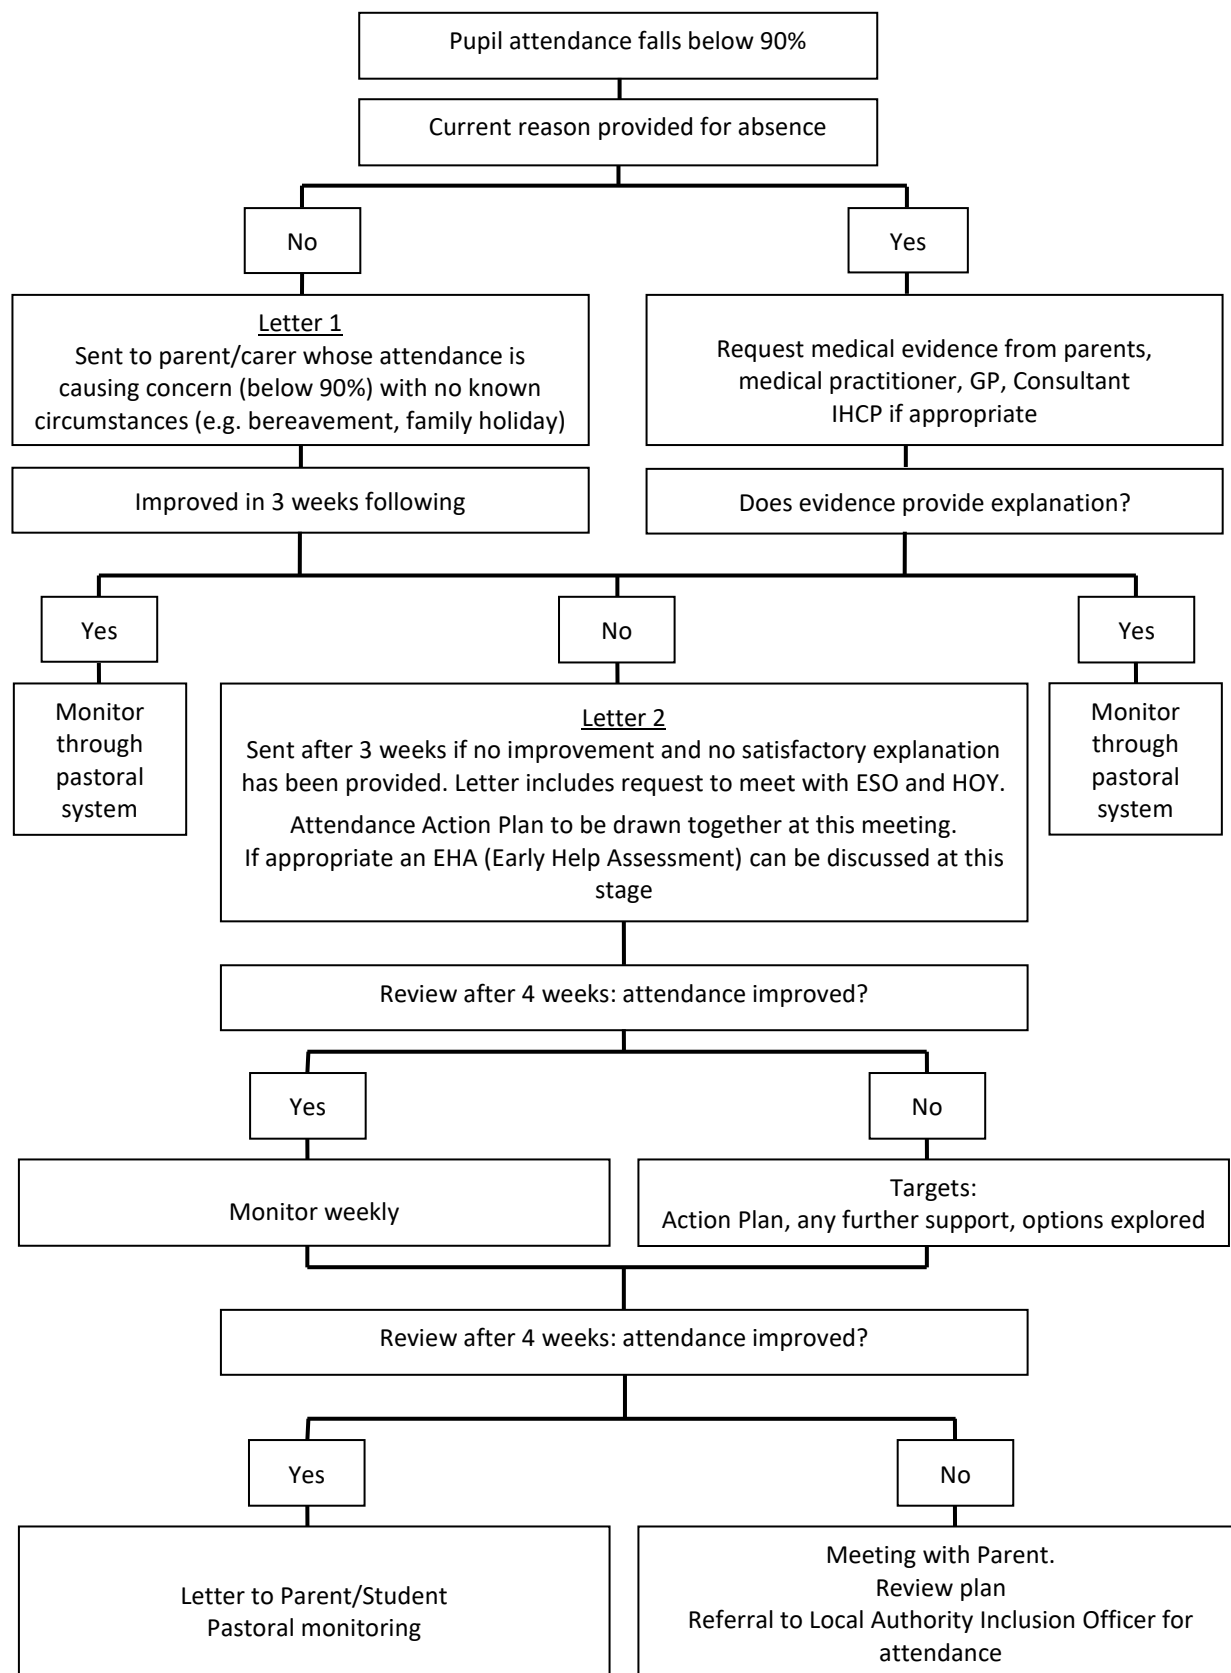 Pupil attendance falls below 90%
Current reason provided for absence
No
Yes
Letter 1
Sent to parent/carer whose attendance is
causing concern (below 90%) with no known
circumstances (e.g. bereavement, family holiday)
Request medical evidence from parents,
medical practitioner, GP, Consultant
IHCP if appropriate
Improved in 3 weeks following
Does evidence provide explanation?
Yes
No
Yes
Monitor
through
pastoral
system
Letter 2
Sent after 3 weeks if no improvement and no satisfactory explanation
has been provided. Letter includes request to meet with ESO and HOY.
Attendance Action Plan to be drawn together at this meeting.
If appropriate an EHA (Early Help Assessment) can be discussed at this
stage
Monitor
through
pastoral
system
Review after 4 weeks: attendance improved?
Yes
No
Monitor weekly
Targets:
Action Plan, any further support, options explored
Review after 4 weeks: attendance improved?
Yes
No
Letter to Parent/Student
Pastoral monitoring
Meeting with Parent.
Review plan
Referral to Local Authority Inclusion Officer for
attendance